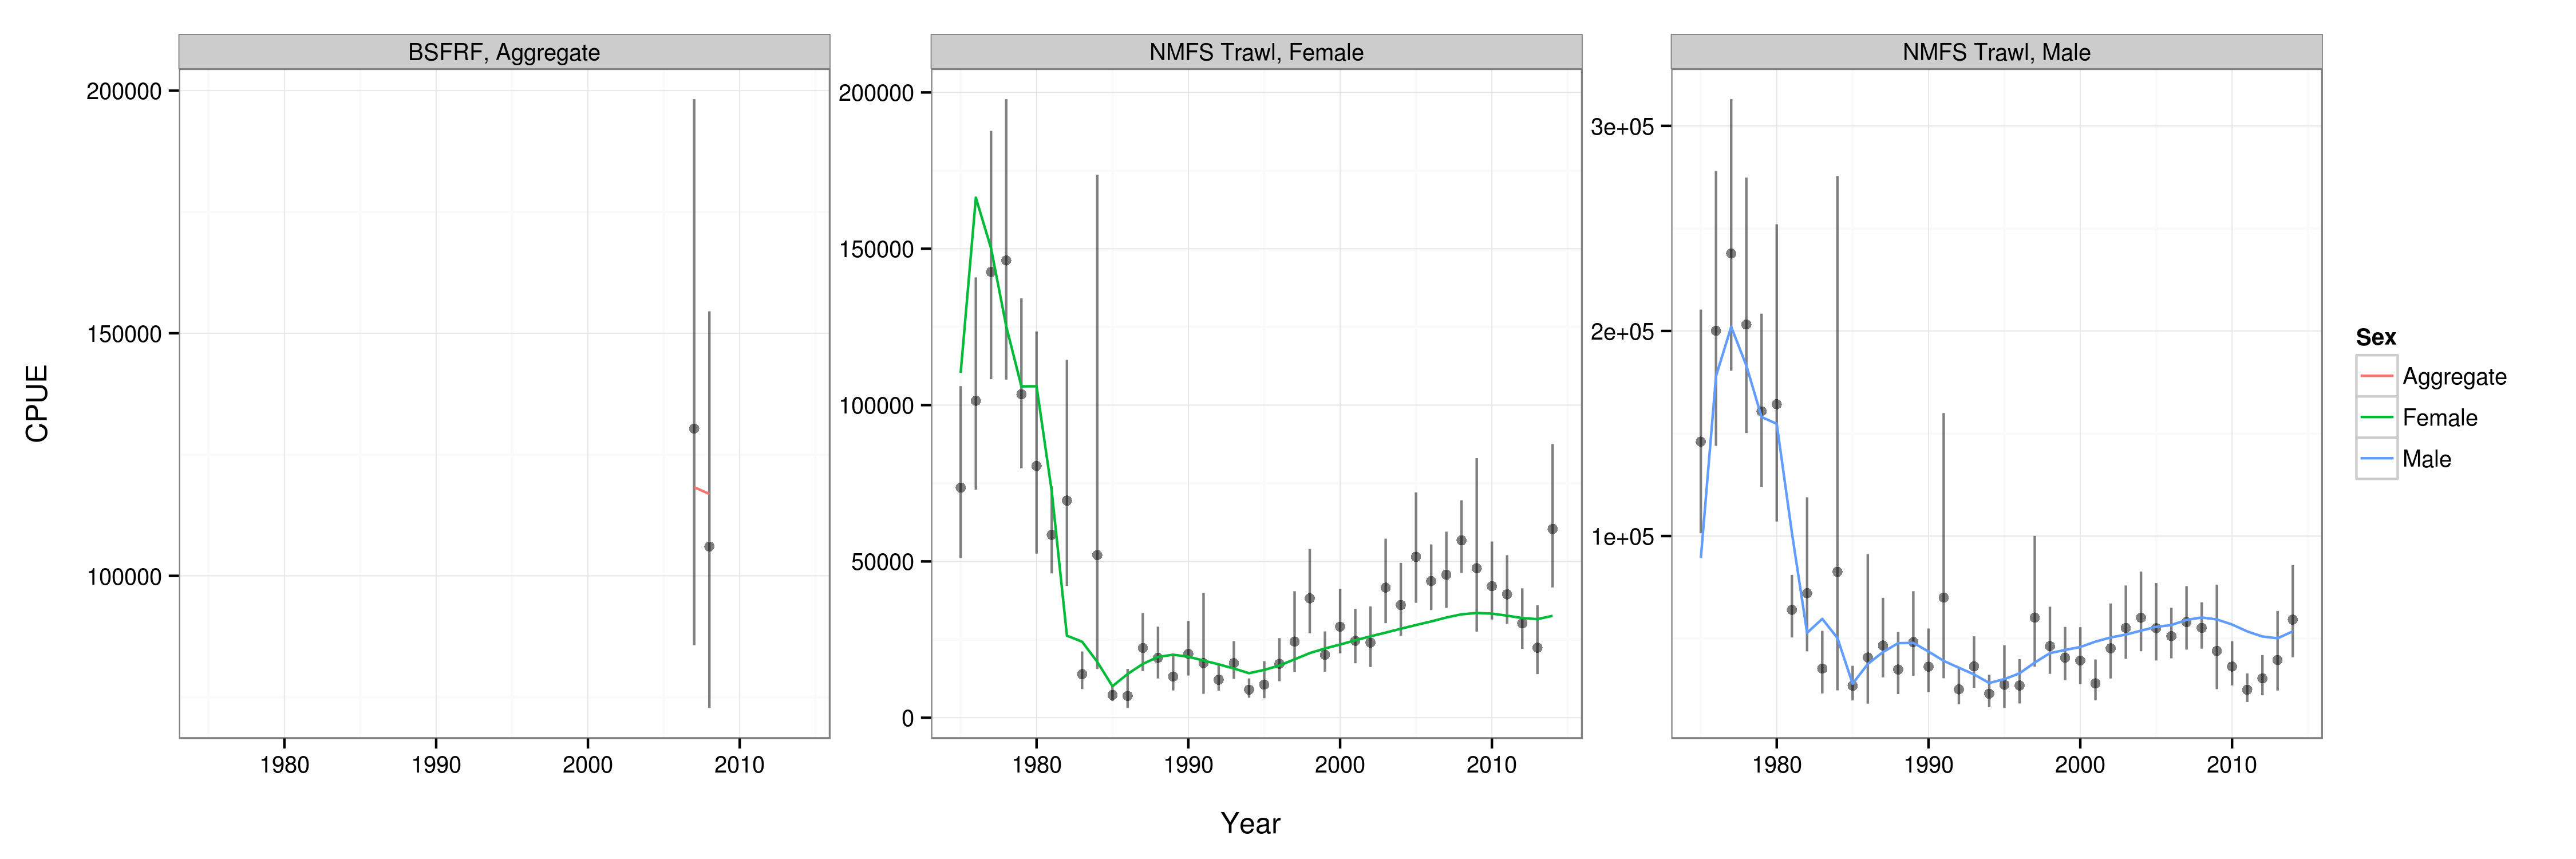 BSFRF, Aggregate
NMFS Trawl, Female
NMFS Trawl, Male
CPUE
200000
150000
100000
200000
150000
100000
50000
0
3e+05
2e+05
1e+05
1980 1990 2000 2010
1980 1990 2000 2010
1980 1990 2000 2010
Year
Sex
Aggregate
Female
Male